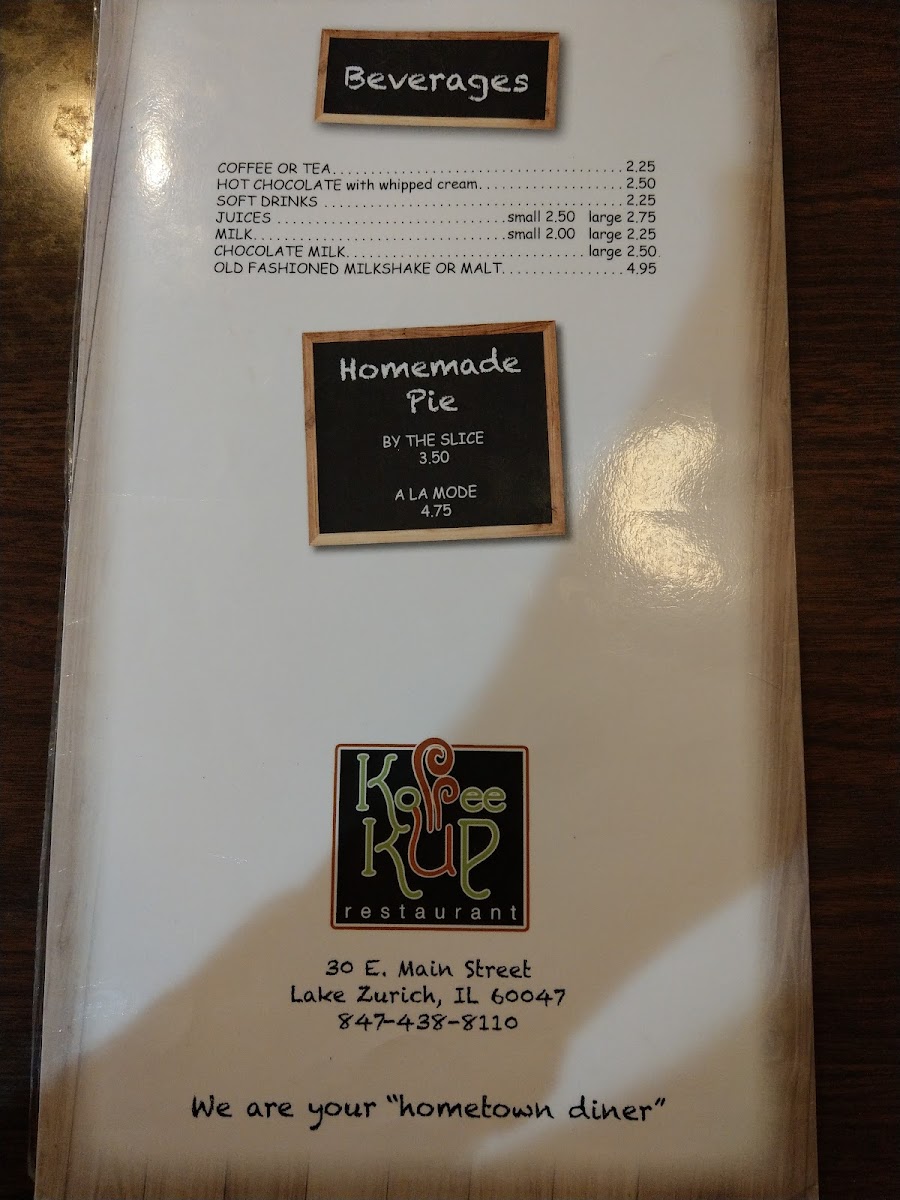 Beverages
COFFEE OR TEA........................................ 2.25
HOT CHOCOLATE with whipped cream.................... 2.50
SOFT DRINKS ......................................... 2.25
JUICES ................................ small 2.50 large 2.75
MILK................................... small 2.00 large 2.25
CHOCOLATE MILK................................. large 2.50
OLD FASHIONED MILKSHAKE OR MALT................. 4.95
Homemade
Pie
BY THE SLICE
3.50
A LA MODE
4.75
Koffee
Kup
restaurant
30 E. Main Street
Lake Zurich, IL 60047
847-438-8110
We are your "hometown diner"